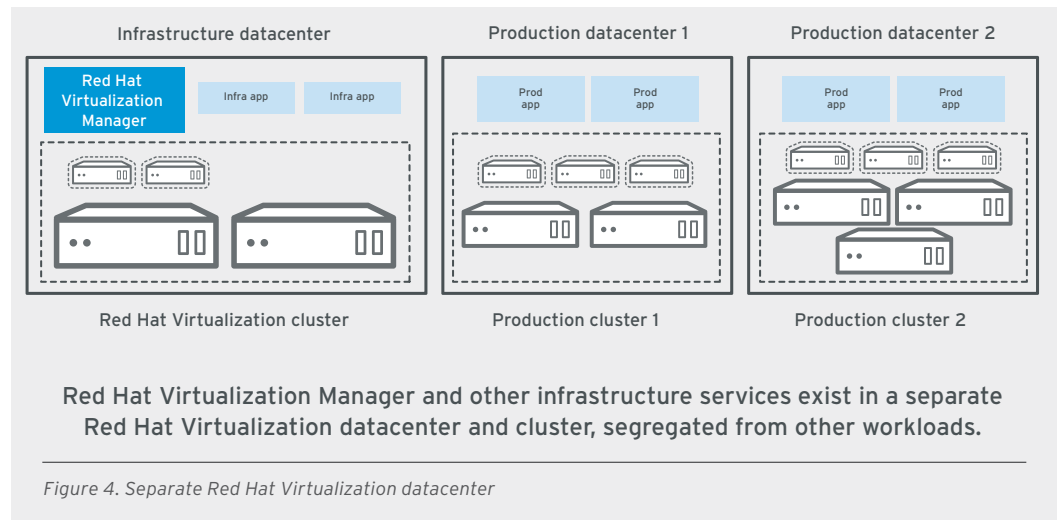 Infrastructure datacenter
Production datacenter 1
Production datacenter 2
Red Hat
Virtualization
Manager
Infra app
Infra app
Prod
app
Prod
app
Prod
app
Prod
app
Red Hat Virtualization cluster
Production cluster 1
Production cluster 2
Red Hat Virtualization Manager and other infrastructure services exist in a separate
Red Hat Virtualization datacenter and cluster, segregated from other workloads.
Figure 4. Separate Red Hat Virtualization datacenter